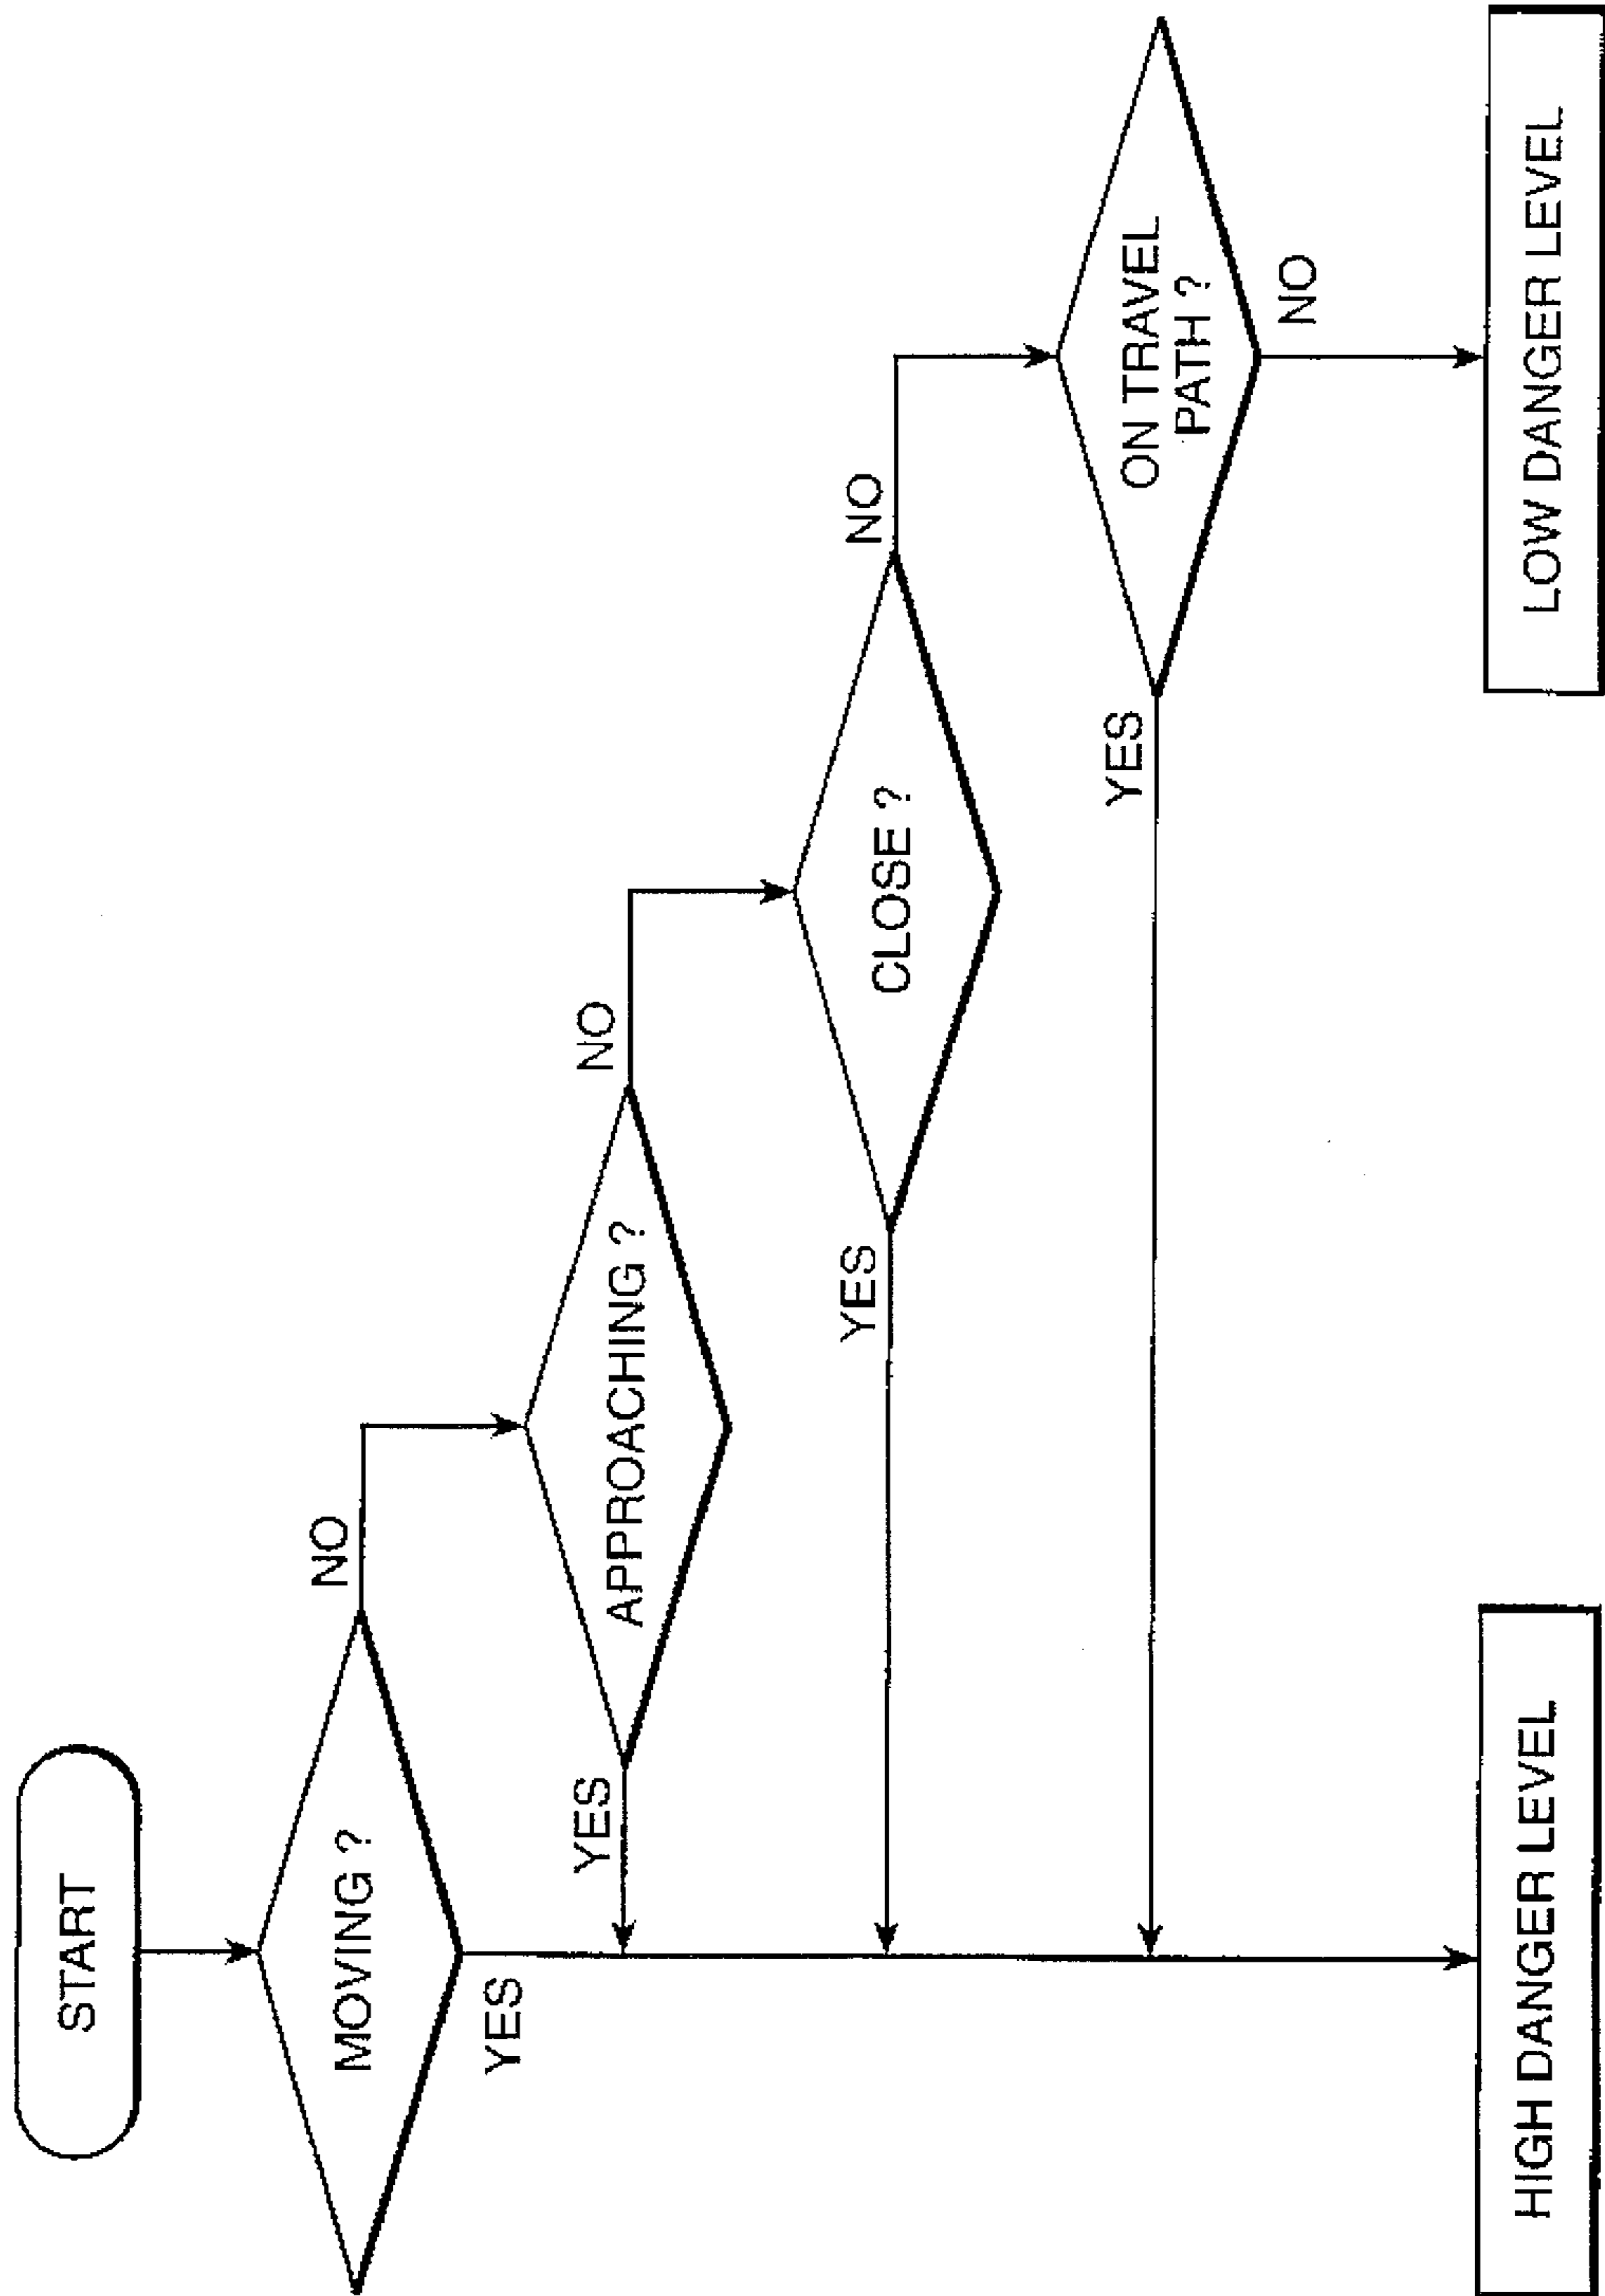 START
MOVING ?
NO
YES
APPROACHING ?
NO
YES
CLOSE ?
NO
YES
ON TRAVEL
PATH ?
YES
NO
HIGH DANGER LEVEL
LOW DANGER LEVEL